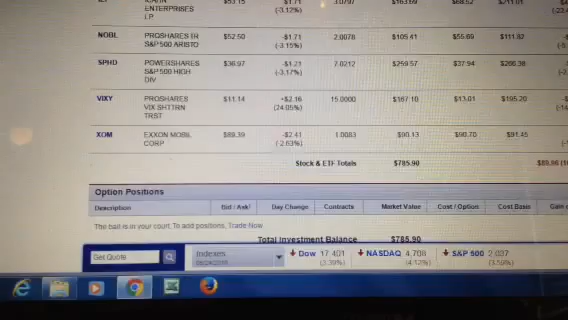 ENTERPRISES
LP
(-3.12%)
NOBL PROSHARES TR S&P500 ARISTO $52.50 -$1.71 (-3.15%) 2.0078 $105.41 $55.69 $111.82
SPHD POWERSHARES S&P500 HIGH DIV $36.97 -$1.21 (-3.17%) 7.0212 $259.57 $37.94 $266.38
VIXY PROSHARES VIX SHTTRN TRST $11.14 -$2.16 15.0000 $167.10 $13.01 $195.20
XOM EXXON MOBIL CORP $89.39 -$2.41 (-2.63%) 1.0083 $90.13 $90.70 $91.45
Stock & ETF Totals $785.90
Option Positions
Description Bid / Ask/ Day Change Contracts Market Value Cost / Option Cost Basis Gain
The ball is in your court. To add positions, Trade Now
Total Investment Balance $785.90
Get Quote Indexes Dow 17,401 NASDAQ 4,708 S&P 500 2,037
(4.12%)